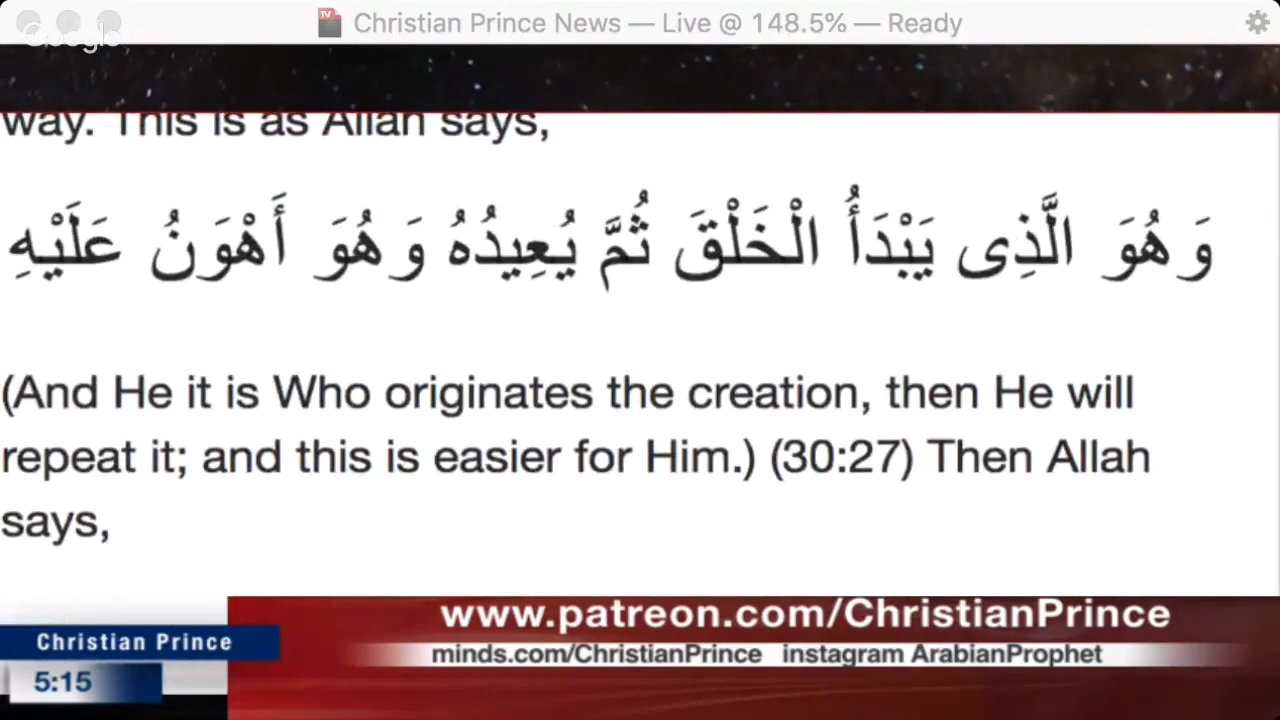 Christian Prince News — Live @ 148.5% — Ready
Google
way. This is as Allah says,
وَهُوَ الَّذِى يَبْدَأُ الْخَلْقَ ثُمَّ يُعِيدُهُ وَهُوَ أَهْوَنُ عَلَيْهِ
(And He it is Who originates the creation, then He will
repeat it; and this is easier for Him.) (30:27) Then Allah
says,
www.patreon.com/ChristianPrince
Christian Prince
minds.com/ChristianPrince instagram ArabianProphet
5:15